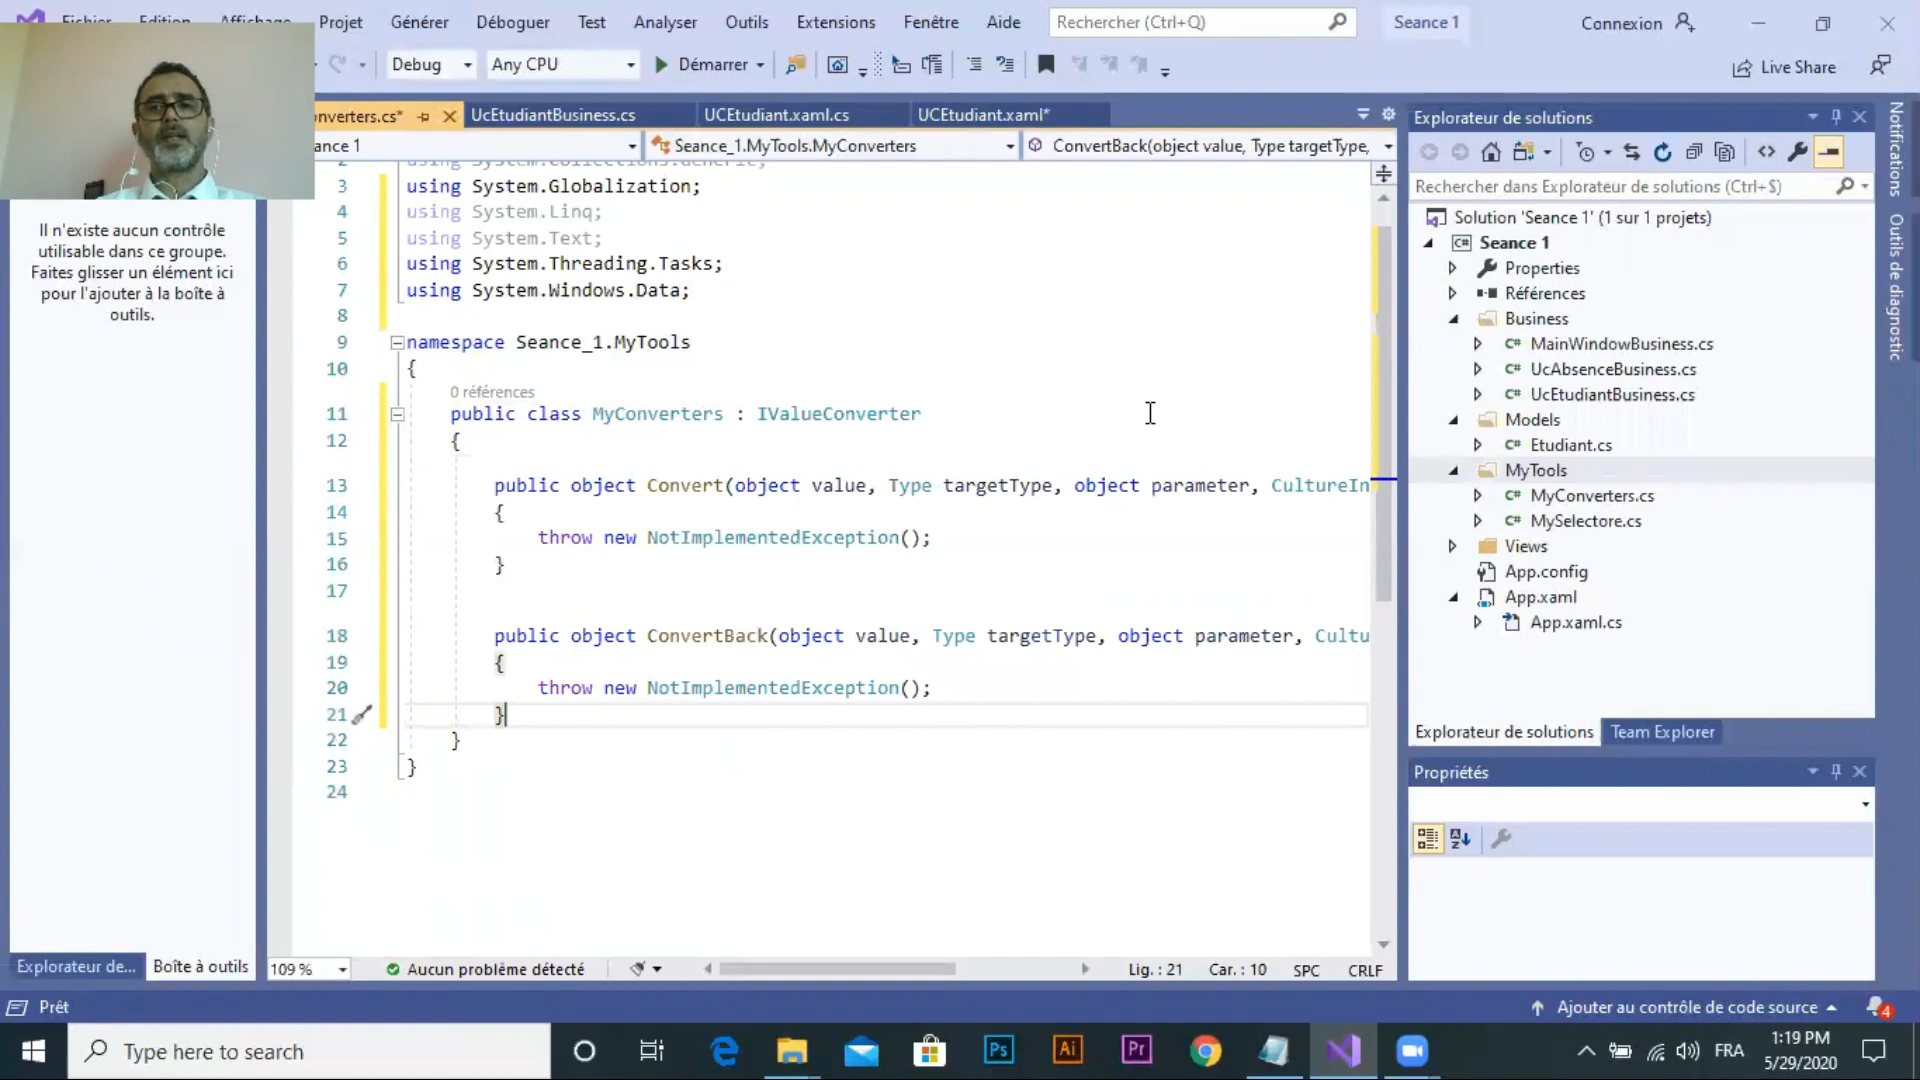 Projet Générer Déboguer Test Analyser Outils Extensions Fenêtre Aide Rechercher (Ctrl+Q) Seance 1 Connexion
Debug Any CPU Démarrer Live Share
nverters.cs* UcEtudiantBusiness.cs UCEtudiant.xaml.cs UCEtudiant.xaml*
ance 1 Seance_1.MyTools.MyConverters ConvertBack(object value, Type targetType,
Il n'existe aucun contrôle
utilisable dans ce groupe.
Faites glisser un élément ici
pour l'ajouter à la boîte à
outils.
3 using System.Globalization;
4 using System.Linq;
5 using System.Text;
6 using System.Threading.Tasks;
7 using System.Windows.Data;
8
9 namespace Seance_1.MyTools
10 {
0 références
11 public class MyConverters : IValueConverter
12 {
13 public object Convert(object value, Type targetType, object parameter, CultureIn
14 {
15 throw new NotImplementedException();
16 }
17
18 public object ConvertBack(object value, Type targetType, object parameter, Cultu
19 {
20 throw new NotImplementedException();
21 }
22 }
23 }
24
109 % Aucun problème détecté Lig. : 21 Car. : 10 SPC CRLF
Explorateur de... Boîte à outils
Explorateur de solutions
Rechercher dans Explorateur de solutions (Ctrl+$)
Solution 'Seance 1' (1 sur 1 projets)
Seance 1
Properties
Références
Business
MainWindowBusiness.cs
UcAbsenceBusiness.cs
UcEtudiantBusiness.cs
Models
Etudiant.cs
MyTools
MyConverters.cs
MySelectore.cs
Views
App.config
App.xaml
App.xaml.cs
Explorateur de solutions Team Explorer
Propriétés
Notifications
Outils de diagnostic
Prêt Ajouter au contrôle de code source 4
Type here to search Ps Ai Pr FRA 1:19 PM
5/29/2020